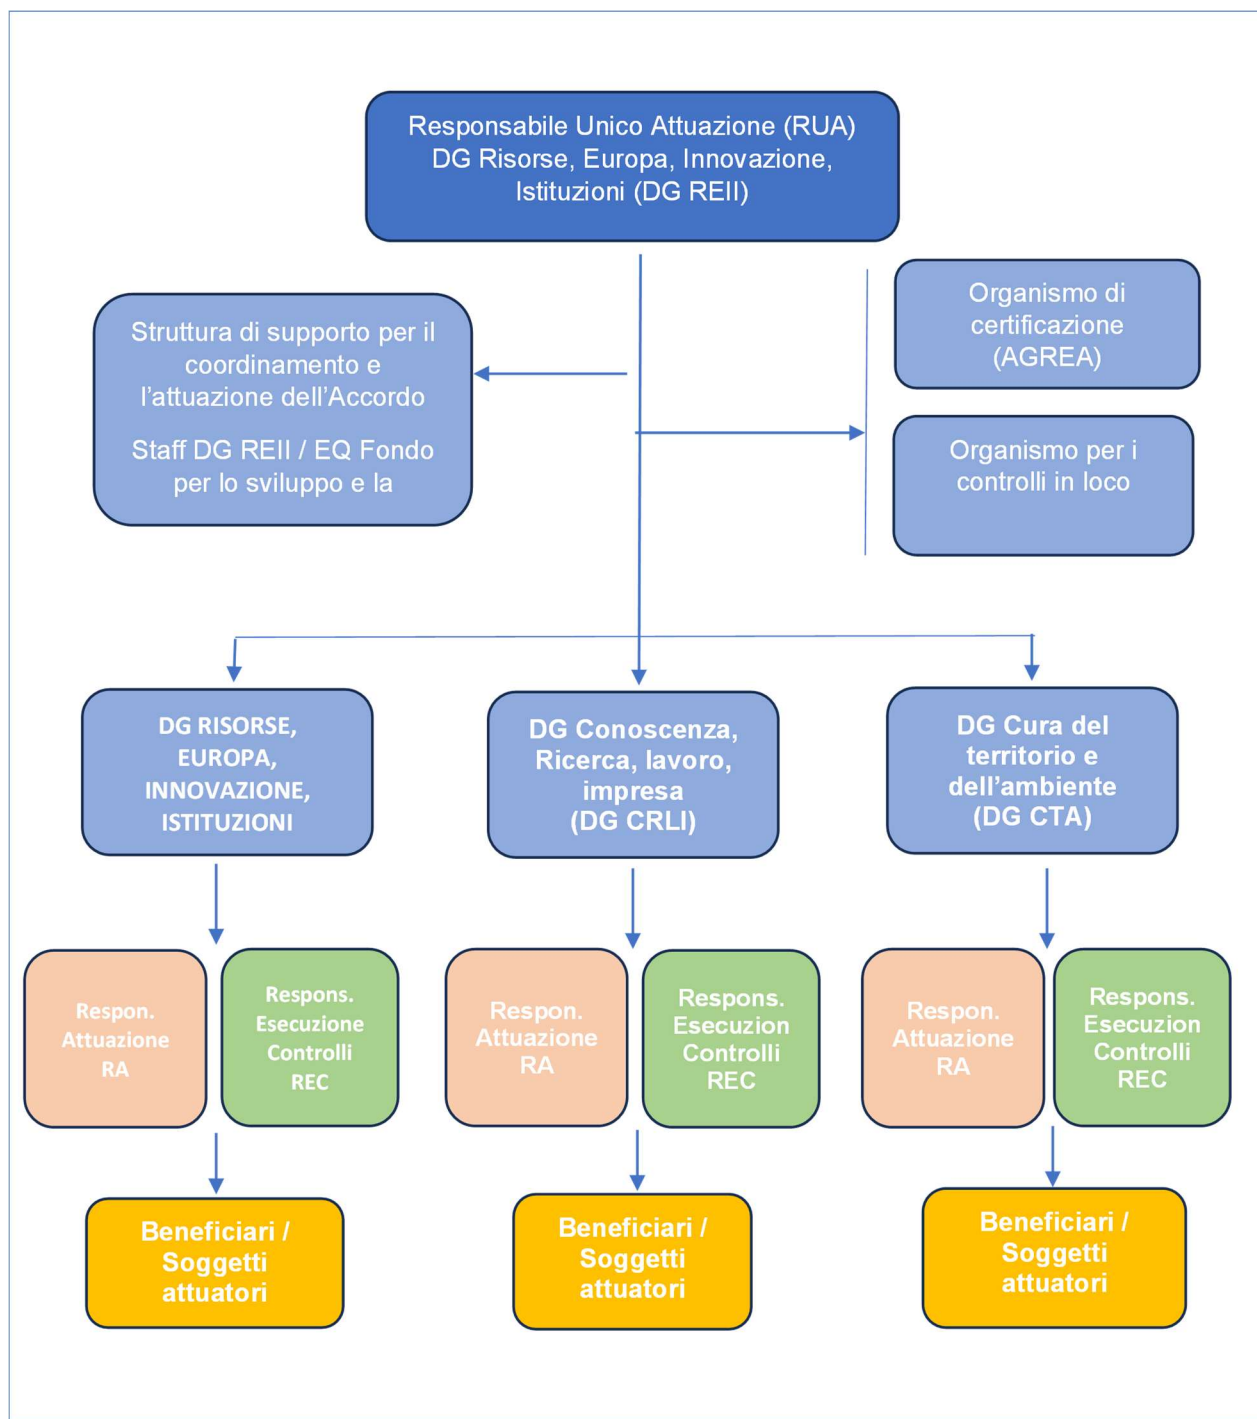 Responsabile Unico Attuazione (RUA)
DG Risorse, Europa, Innovazione,
Istituzioni (DG REII)
Struttura di supporto per il
coordinamento e
l’attuazione dell’Accordo
Staff DG REII / EQ Fondo
per lo sviluppo e la
Organismo di
certificazione
(AGREA)
Organismo per i
controlli in loco
DG RISORSE,
EUROPA,
INNOVAZIONE,
ISTITUZIONI
DG Conoscenza,
Ricerca, lavoro,
impresa
(DG CRLI)
DG Cura del
territorio e
dell’ambiente
(DG CTA)
Respon.
Attuazione
RA
Respons.
Esecuzione
Controlli
REC
Respon.
Attuazione
RA
Respons.
Esecuzion
Controlli
REC
Respon.
Attuazione
RA
Respons.
Esecuzion
Controlli
REC
Beneficiari /
Soggetti
attuatori
Beneficiari /
Soggetti
attuatori
Beneficiari /
Soggetti
attuatori